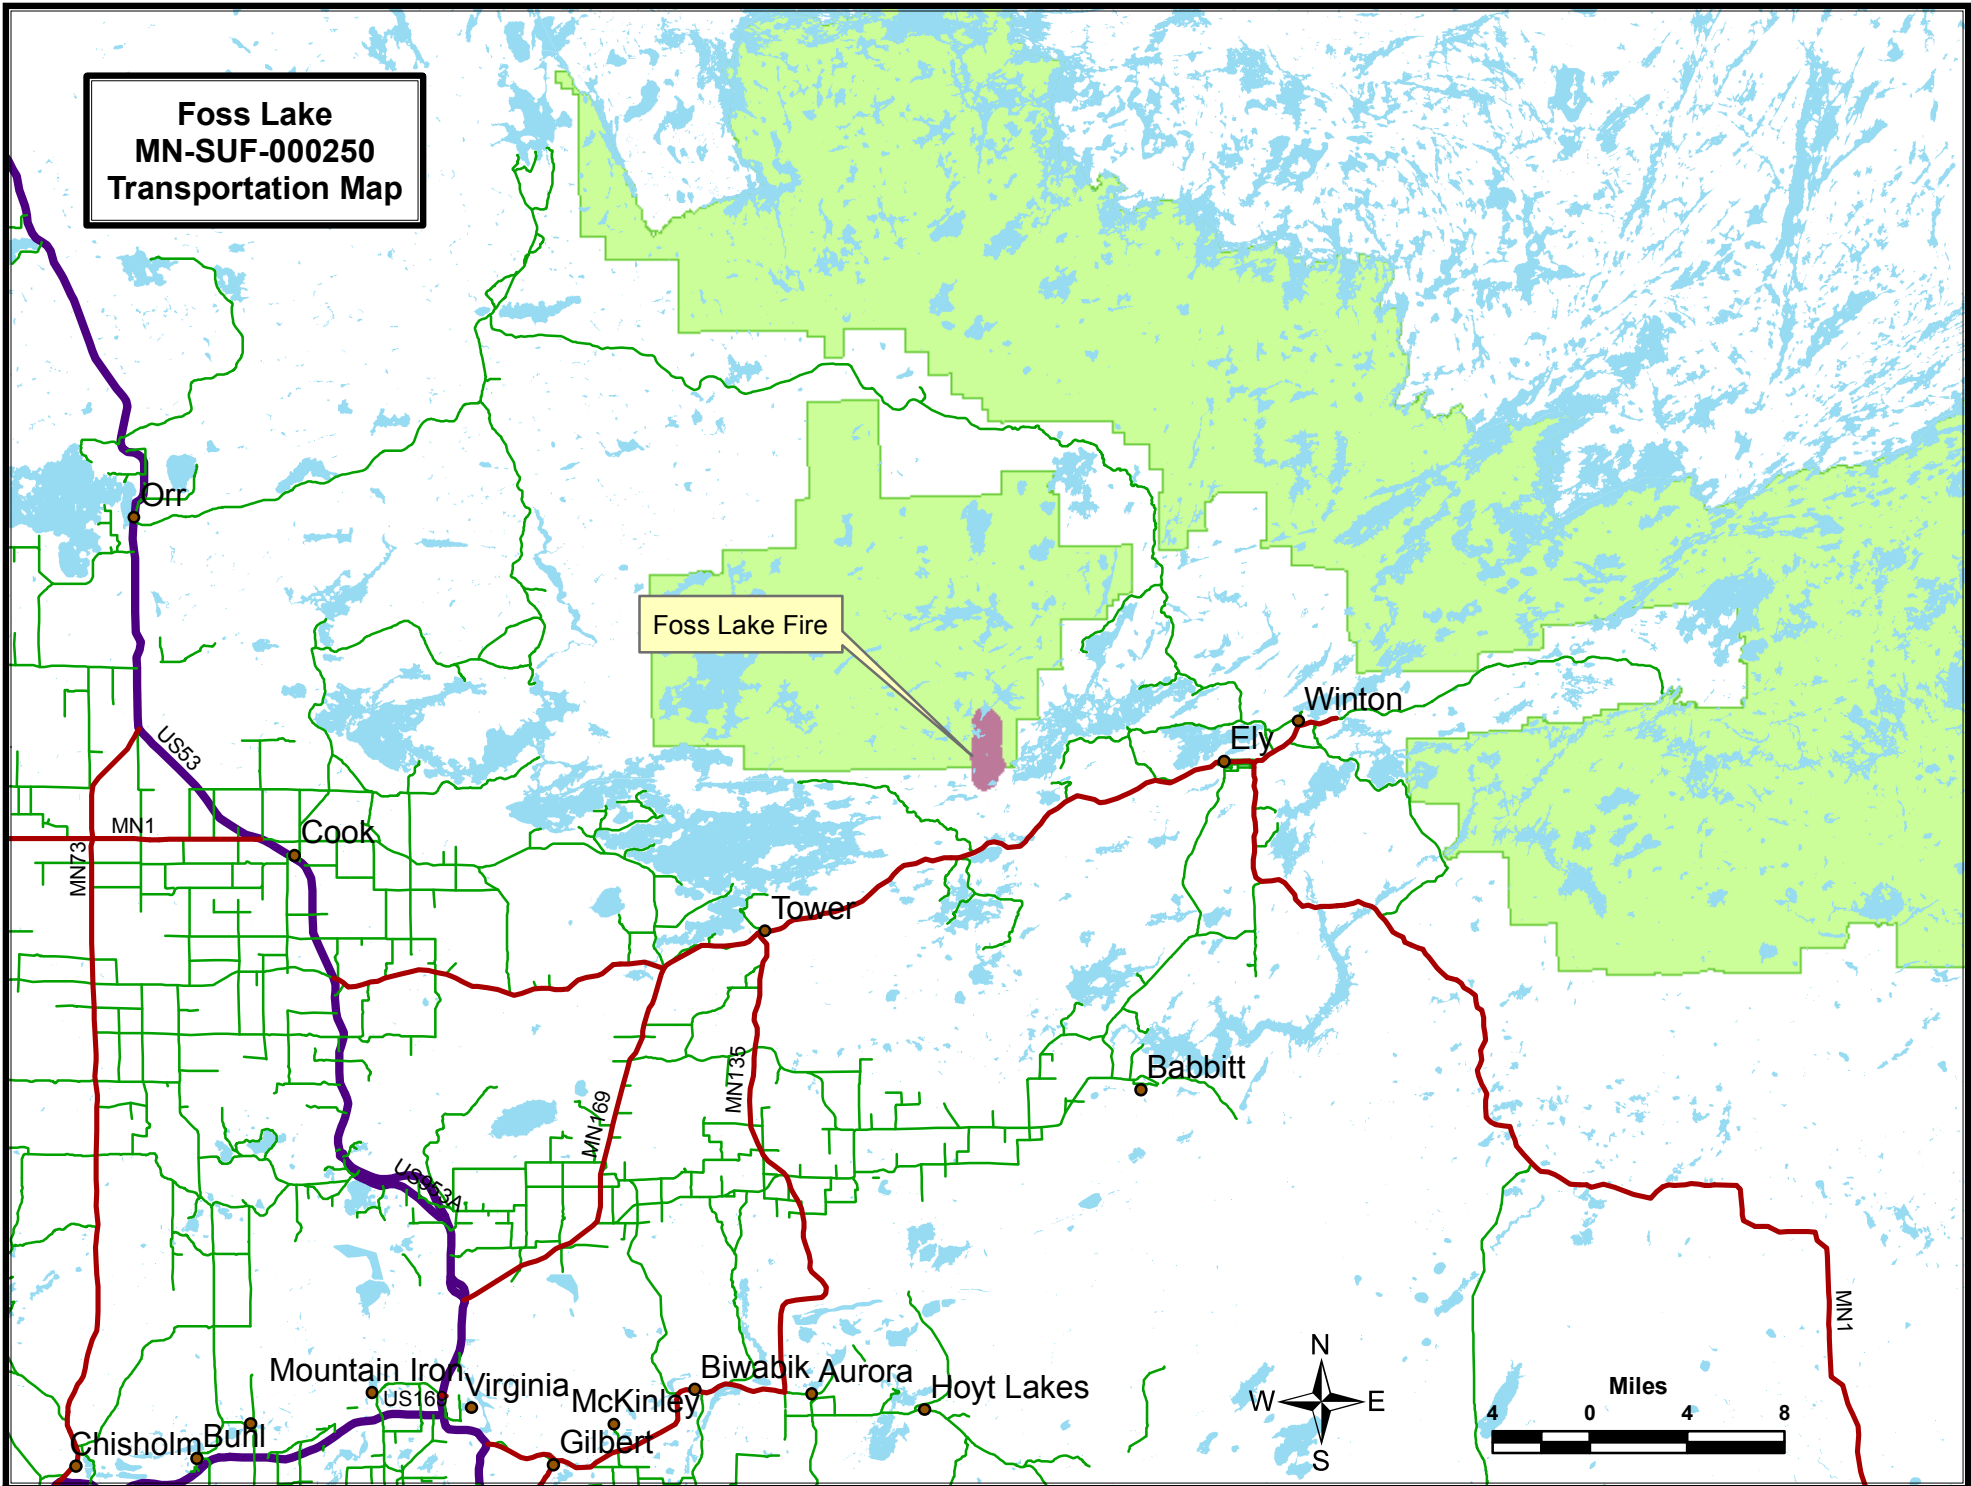 Foss Lake
MN-SUF-000250
Transportation Map
Orr
Foss Lake Fire
Winton
Ely
US53
MN1
Cook
MN73
Tower
MN135
Babbitt
MN169
US953A
MN1
N
W E
S
Miles
4 0 4 8
Mountain Iron
US169
Virginia
Biwabik
Aurora
McKinley
Hoyt Lakes
Gilbert
Chisholm
Buhl